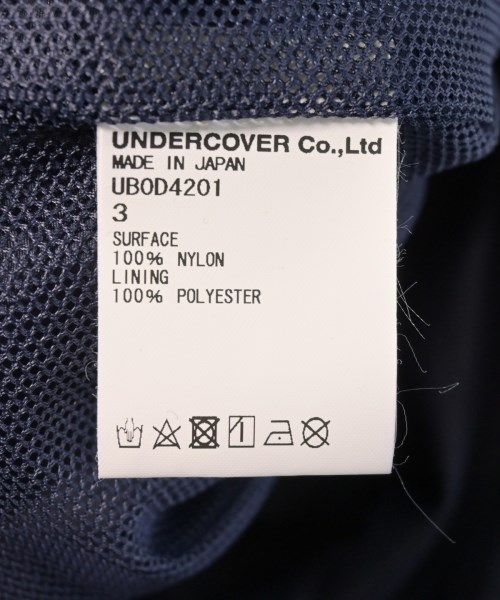 UNDERCOVER Co.,Ltd
MADE IN JAPAN
UB0D4201
3
SURFACE
100% NYLON
LINING
100% POLYESTER